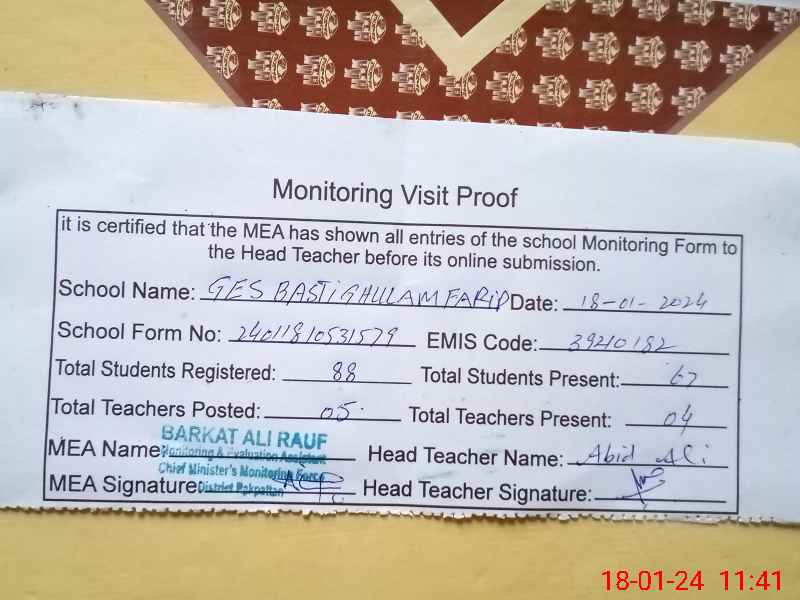 Monitoring Visit Proof
it is certified that the MEA has shown all entries of the school Monitoring Form to
the Head Teacher before its online submission.
School Name: GES BASTI GHULAM FARID Date: 18-01-2024
School Form No: 24011810531579 EMIS Code: 39210182
Total Students Registered: 88 Total Students Present: 67
Total Teachers Posted: 05 Total Teachers Present: 04
BARKAT ALI RAUF
MEA Name Monitoring & Evaluation Assistant Head Teacher Name: Abid Ali
Chief Minister's Monitoring Force
MEA Signature District Pakpattan Head Teacher Signature:
18-01-24 11:41